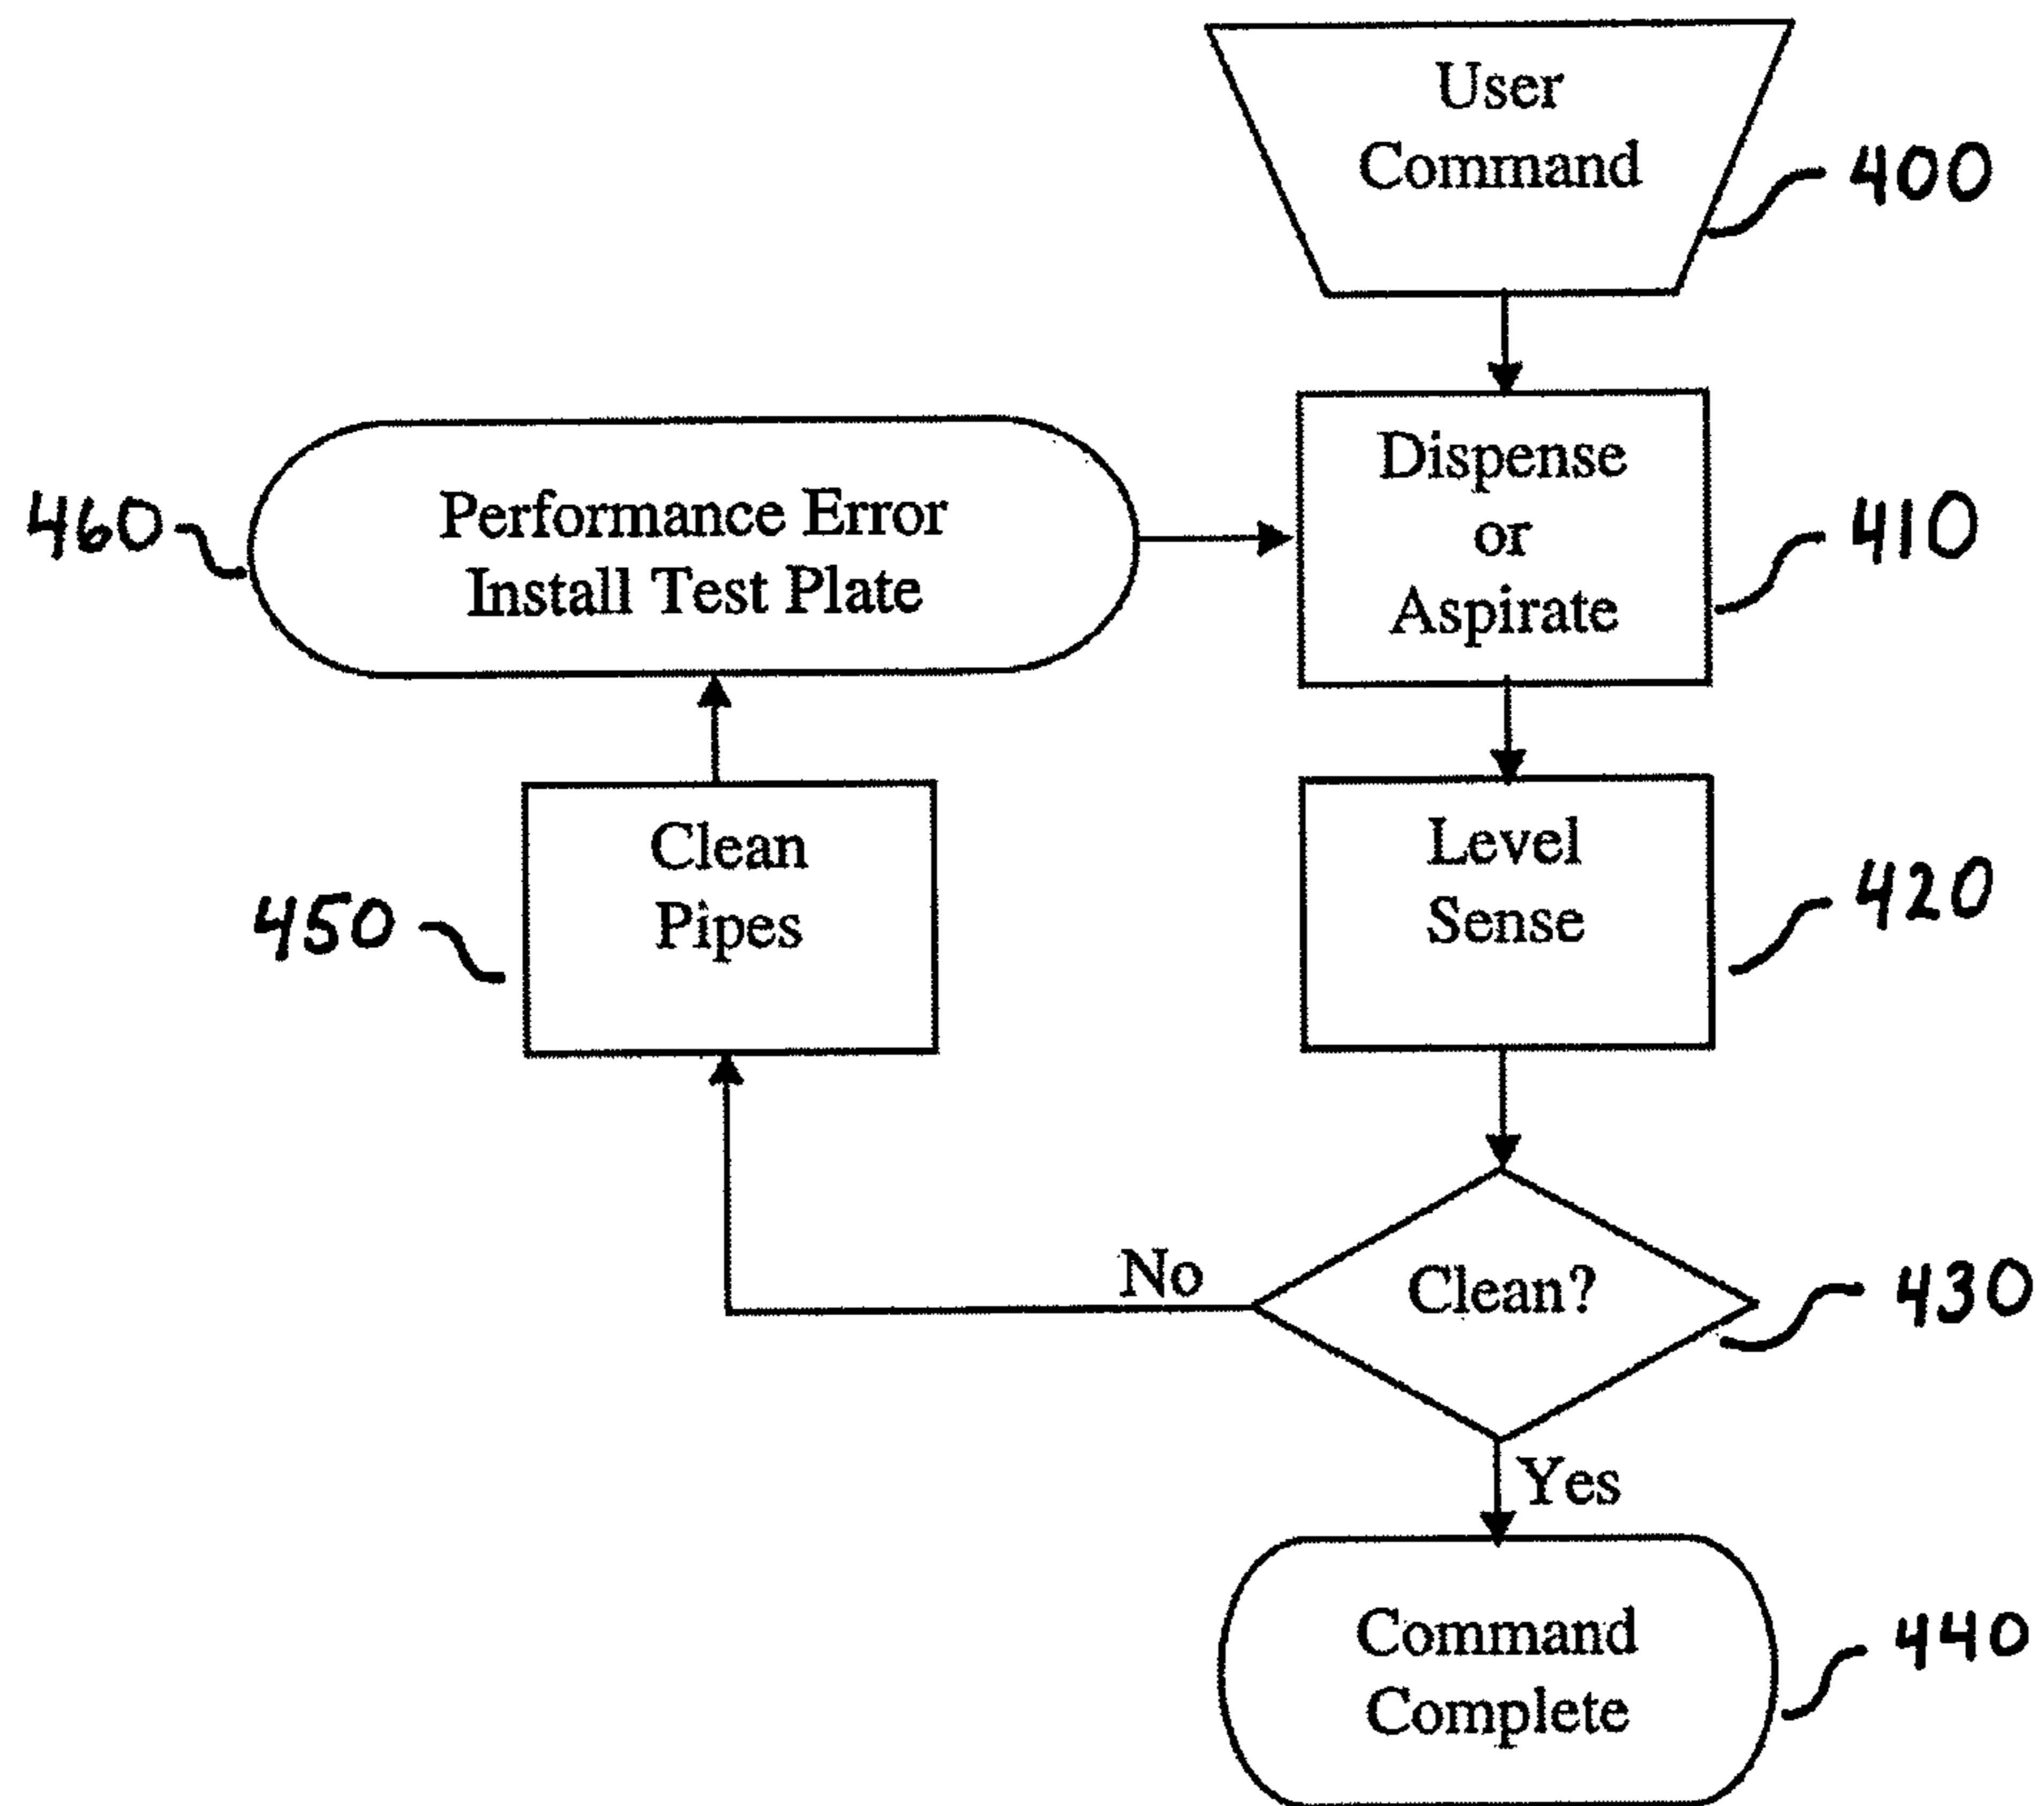 User
Command
400
Dispense
or
Aspirate
410
460
Performance Error
Install Test Plate
Level
Sense
420
Clean
Pipes
450
Clean?
430
No
Yes
Command
Complete
440